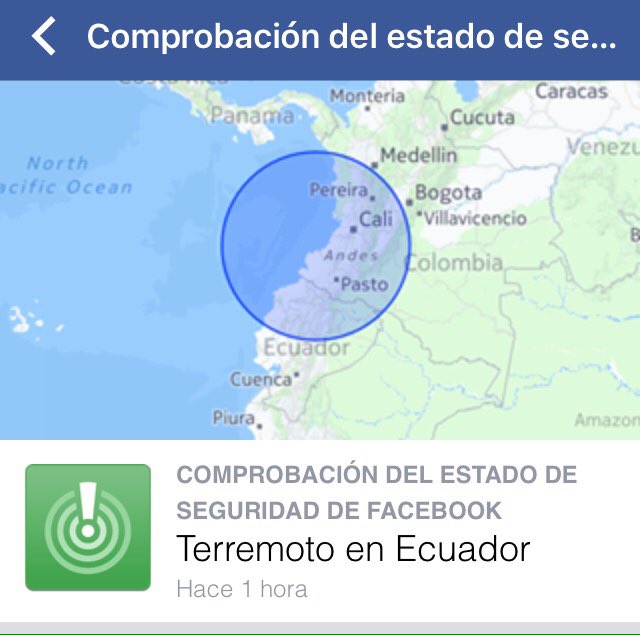 Comprobación del estado de se...
Costa Rica
Monteria
Caracas
Panama
Cucuta
North
Medellin
Venezu
acific Ocean
Pereira
Bogota
Cali
Villavicencio
B
Andes
Colombia
Pasto
Ecuador
Cuenca
Piura
Amazon
COMPROBACIÓN DEL ESTADO DE
SEGURIDAD DE FACEBOOK
Terremoto en Ecuador
Hace 1 hora